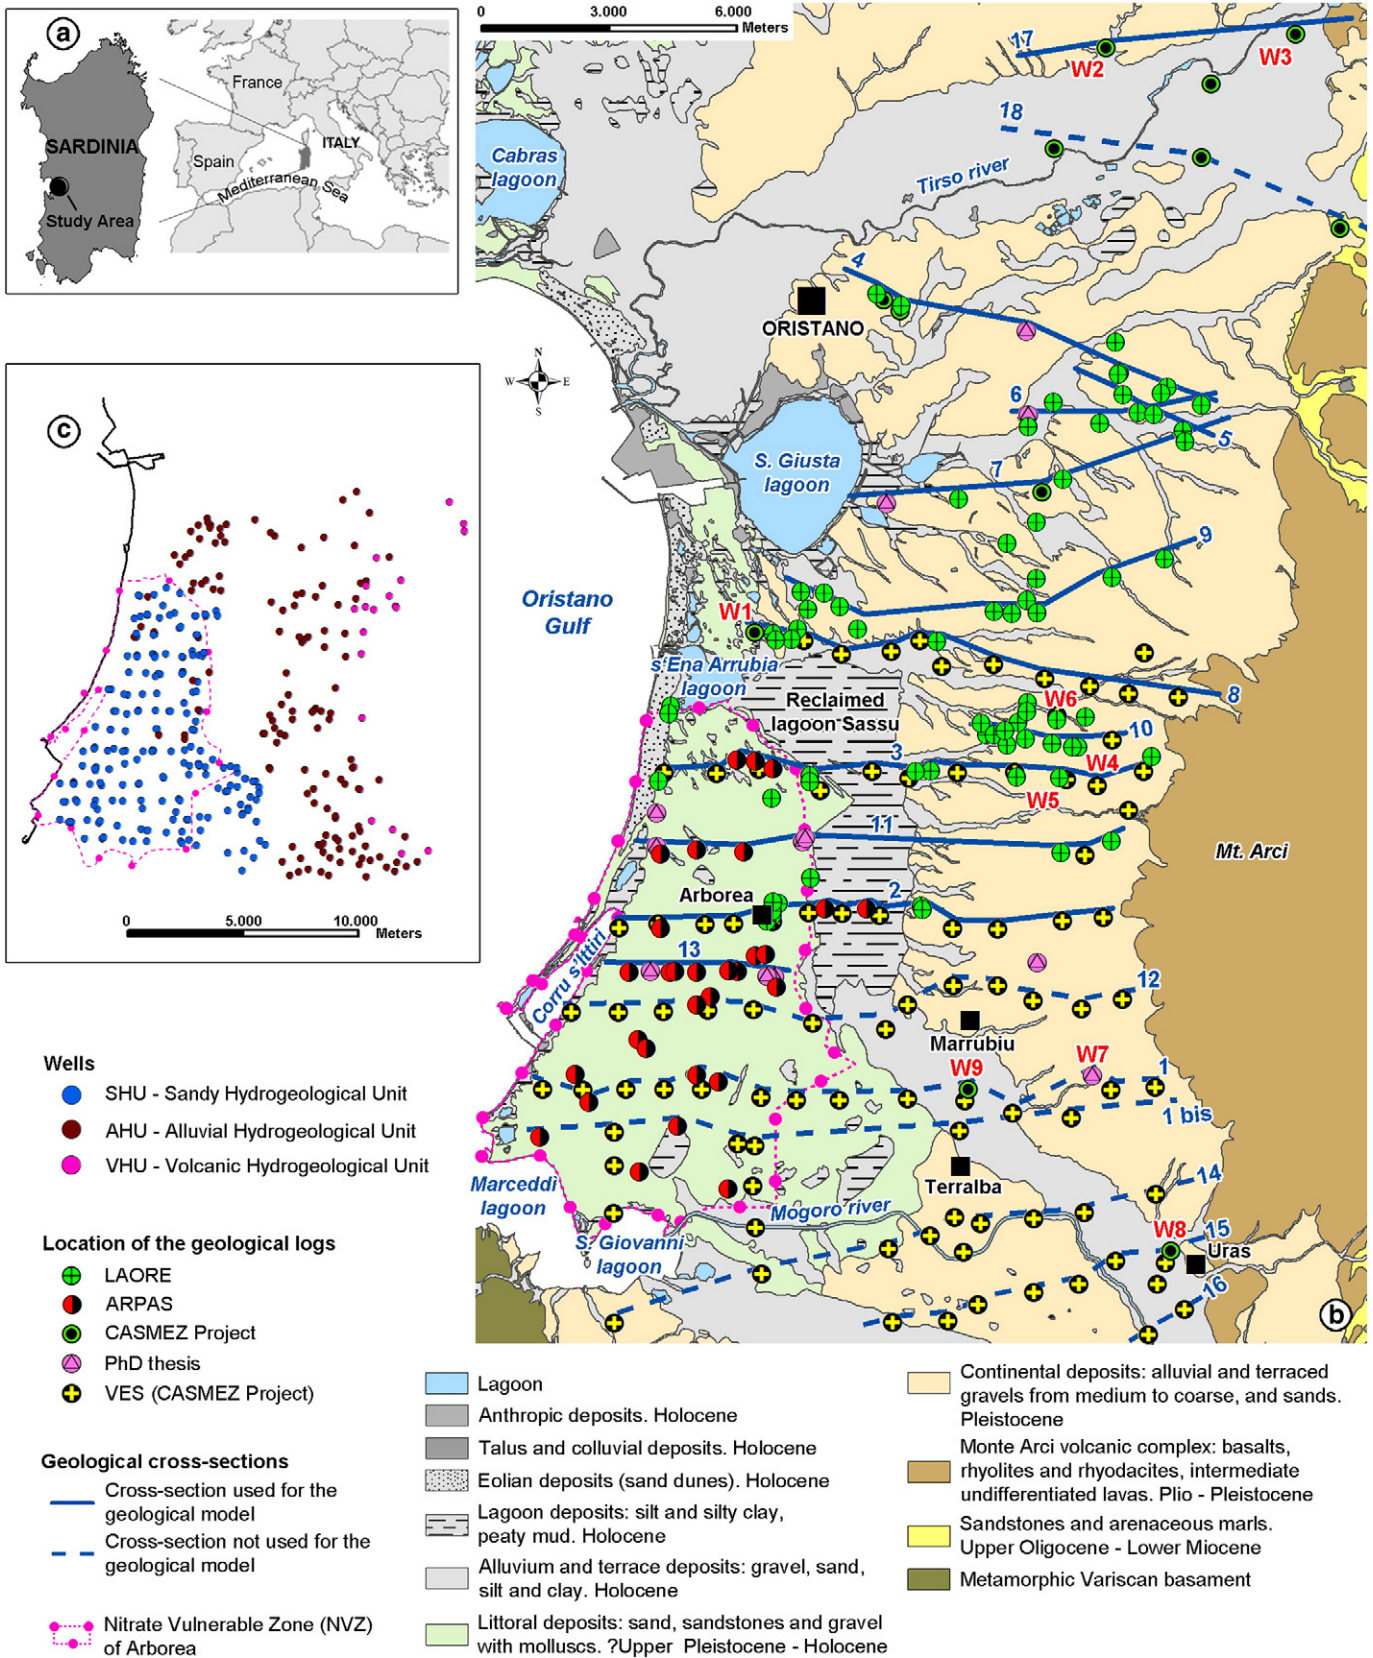 a
France
SARDINIA
ITALY
Spain
Mediterranean Sea
Study Area
0 3.000 6.000
Meters
17
W2
W3
18
Cabras
lagoon
Tirso river
4
ORISTANO
N
W E
S
6
5
S. Giusta
lagoon
7
9
Oristano
Gulf
W1
s'Ena Arrubia
lagoon
Reclaimed
lagoon Sassu
W6
8
10
3
W4
W5
11
Mt. Arci
Arborea
2
13
Corru s'Ittiri
12
Marrubiu
W9
W7
1
1 bis
Terralba
14
Marceddì
lagoon
Mogoro river
W8
15
S. Giovanni
lagoon
Uras
16
b
c
0 5.000 10.000
Meters
Wells
SHU - Sandy Hydrogeological Unit
AHU - Alluvial Hydrogeological Unit
VHU - Volcanic Hydrogeological Unit
Location of the geological logs
LAORE
ARPAS
CASMEZ Project
PhD thesis
VES (CASMEZ Project)
Geological cross-sections
Cross-section used for the
geological model
Cross-section not used for the
geological model
Nitrate Vulnerable Zone (NVZ)
of Arborea
Lagoon
Anthropic deposits. Holocene
Talus and colluvial deposits. Holocene
Eolian deposits (sand dunes). Holocene
Lagoon deposits: silt and silty clay,
peaty mud. Holocene
Alluvium and terrace deposits: gravel, sand,
silt and clay. Holocene
Littoral deposits: sand, sandstones and gravel
with molluscs. ?Upper Pleistocene - Holocene
Continental deposits: alluvial and terraced
gravels from medium to coarse, and sands.
Pleistocene
Monte Arci volcanic complex: basalts,
rhyolites and rhyodacites, intermediate
undifferentiated lavas. Plio - Pleistocene
Sandstones and arenaceous marls.
Upper Oligocene - Lower Miocene
Metamorphic Variscan basament